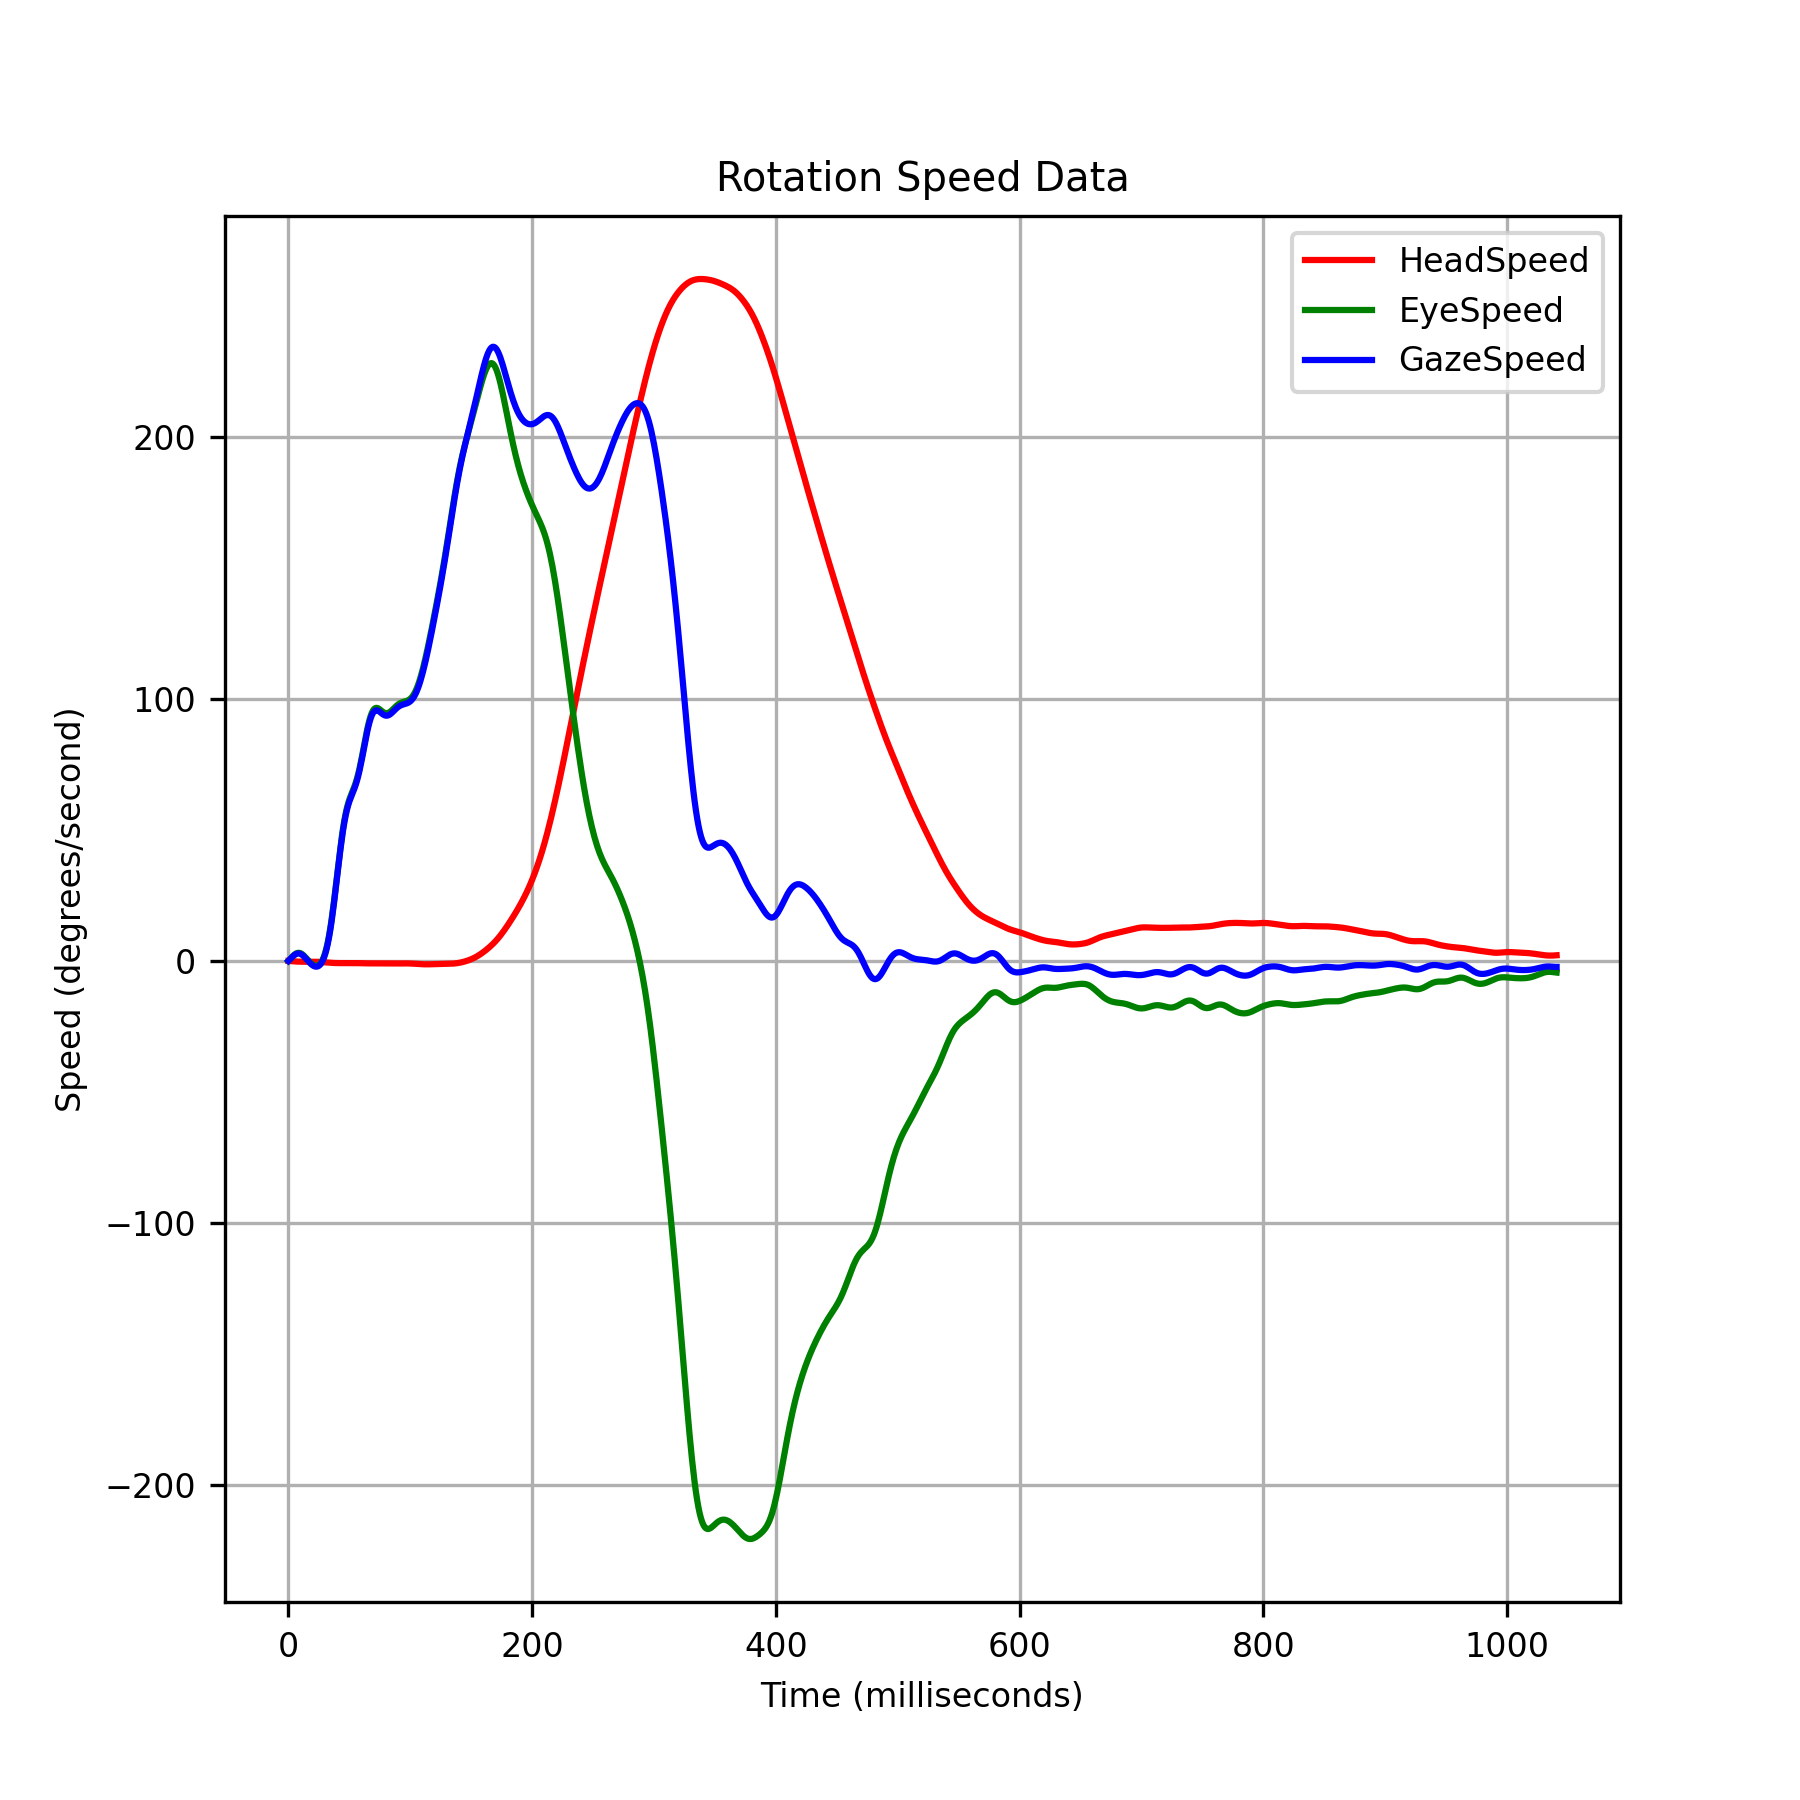 Rotation Speed Data
HeadSpeed
EyeSpeed
GazeSpeed
Speed (degrees/second)
200
100
0
−100
−200
0 200 400 600 800 1000
Time (milliseconds)